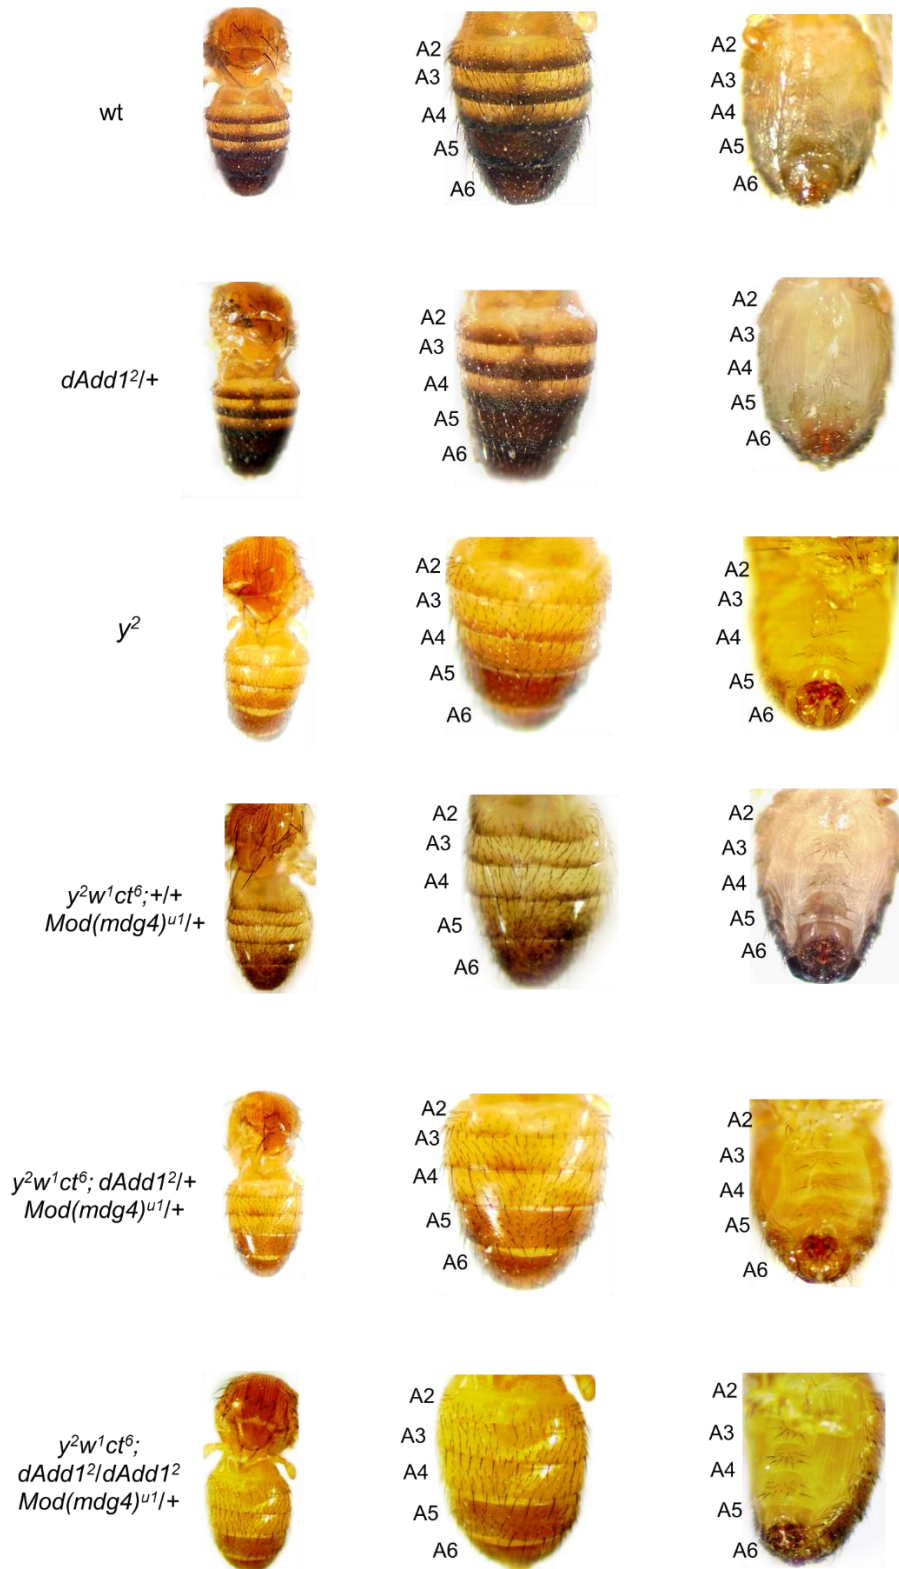 wt
A2
A3
A4
A5
A6
A2
A3
A4
A5
A6
dAdd1²/+
A2
A3
A4
A5
A6
A2
A3
A4
A5
A6
y²
A2
A3
A4
A5
A6
A2
A3
A4
A5
A6
y²w¹ct⁶;+/+
Mod(mdg4)ᵘ¹/+
A2
A3
A4
A5
A6
A2
A3
A4
A5
A6
y²w¹ct⁶; dAdd1²/+
Mod(mdg4)ᵘ¹/+
A2
A3
A4
A5
A6
A2
A3
A4
A5
A6
y²w¹ct⁶;
dAdd1²/dAdd1²
Mod(mdg4)ᵘ¹/+
A2
A3
A4
A5
A6
A2
A3
A4
A5
A6